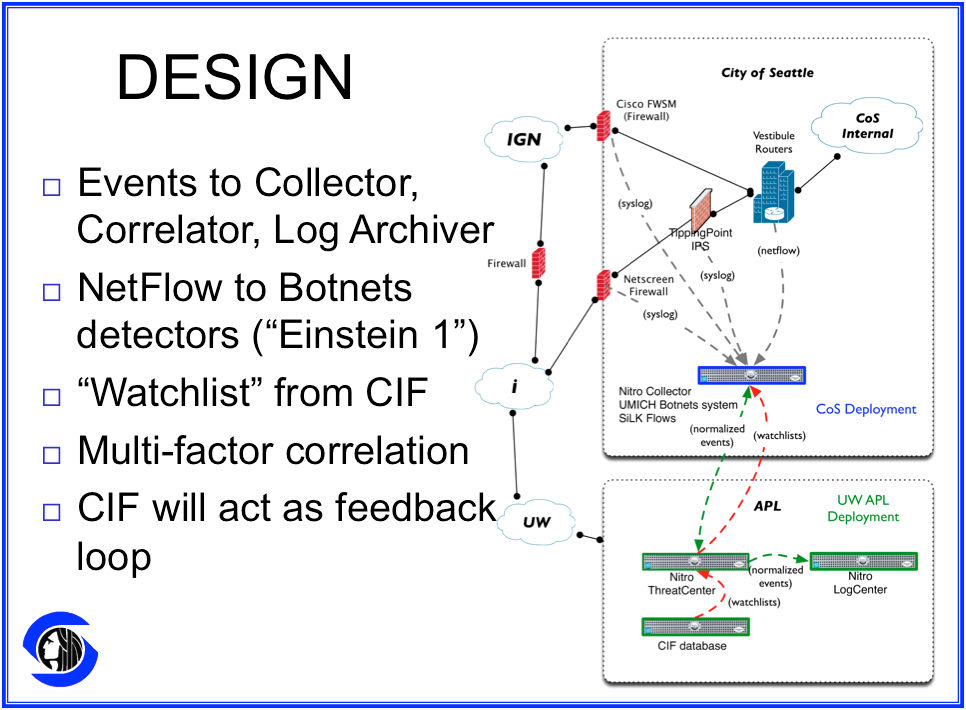 DESIGN
□ Events to Collector,
Correlator, Log Archiver
□ NetFlow to Botnets
detectors (“Einstein 1”)
□ “Watchlist” from CIF
□ Multi-factor correlation
□ CIF will act as feedback
loop
City of Seattle
Cisco FWSM
(Firewall)
IGN
CoS
Internal
Vestibule
Routers
(syslog)
TippingPoint
IPS
(netflow)
Firewall
(syslog)
Netscreen
Firewall
(syslog)
i
Nitro Collector
UMICH Botnets system
SiLK Flows
CoS Deployment
(normalized
events)
(watchlists)
UW
APL
UW APL
Deployment
Nitro
ThreatCenter
(normalized
events)
Nitro
LogCenter
(watchlists)
CIF database